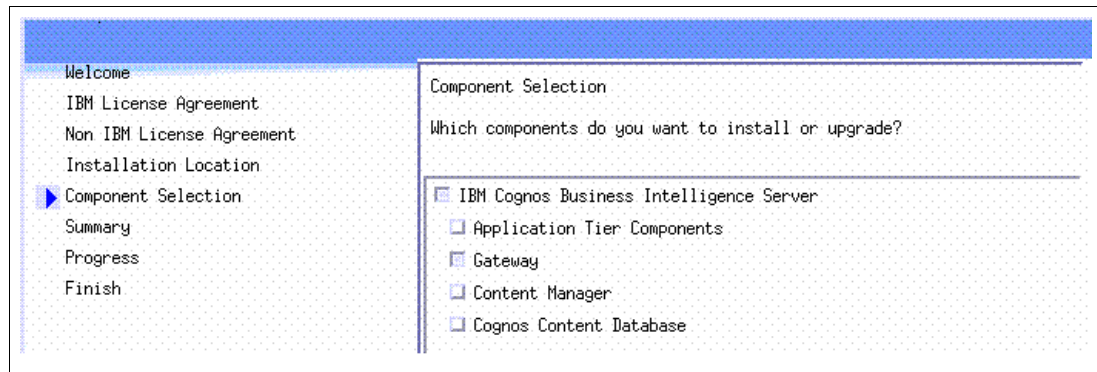 Welcome
IBM License Agreement
Non IBM License Agreement
Installation Location
Component Selection
Summary
Progress
Finish
Component Selection
Which components do you want to install or upgrade?
IBM Cognos Business Intelligence Server
Application Tier Components
Gateway
Content Manager
Cognos Content Database